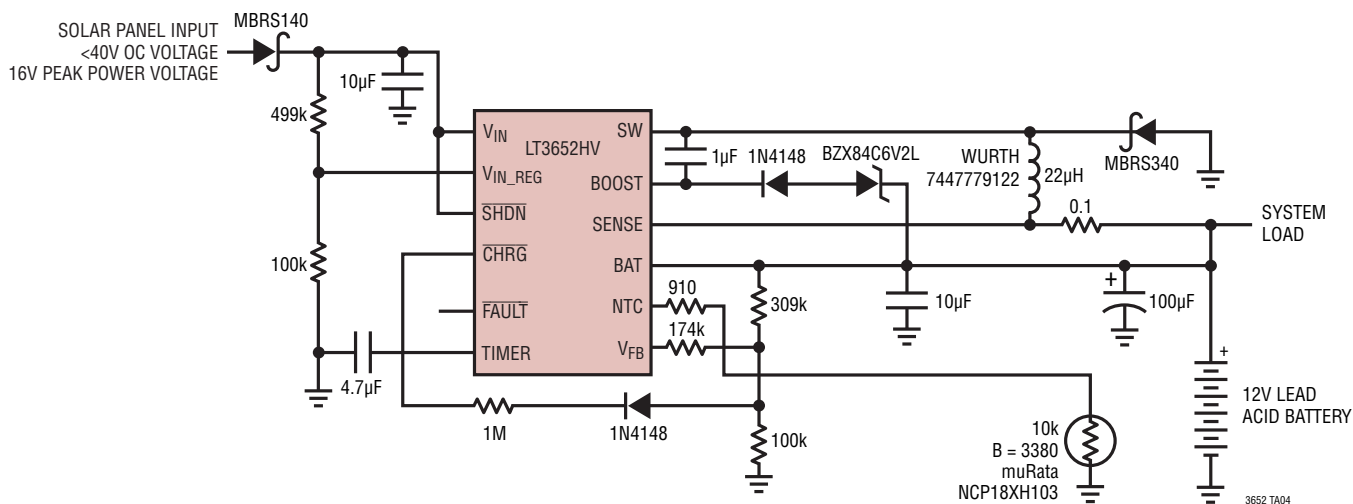 SOLAR PANEL INPUT
<40V OC VOLTAGE
16V PEAK POWER VOLTAGE
MBRS140
10µF
499k
100k
4.7µF
VIN
VIN_REG
SHDN
CHRG
FAULT
TIMER
LT3652HV
SW
BOOST
SENSE
BAT
NTC
VFB
1µF
1N4148
BZX84C6V2L
WURTH
7447779122
22µH
MBRS340
0.1
SYSTEM
LOAD
910
174k
309k
10µF
+
100µF
1M
1N4148
100k
10k
B = 3380
muRata
NCP18XH103
+
12V LEAD
ACID BATTERY
3652 TA04